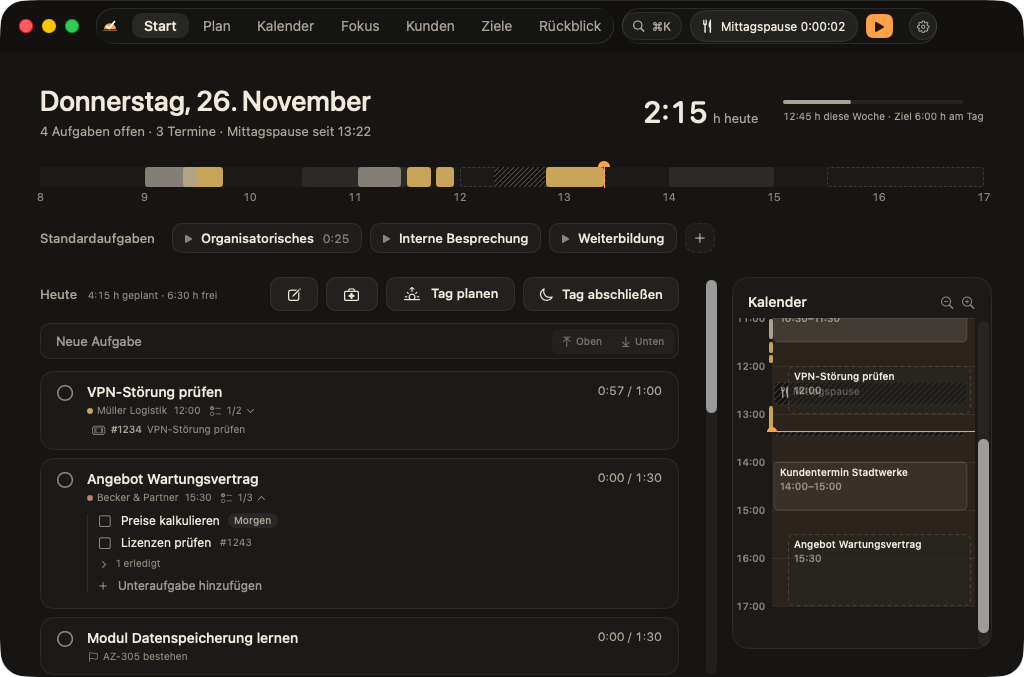 Start Plan Kalender Fokus Kunden Ziele Rückblick ⌘K Mittagspause 0:00:02
Donnerstag, 26. November
4 Aufgaben offen · 3 Termine · Mittagspause seit 13:22
2:15 h heute
12:45 h diese Woche · Ziel 6:00 h am Tag
8 9 10 11 12 13 14 15 16 17
Standardaufgaben Organisatorisches 0:25 Interne Besprechung Weiterbildung +
Heute 4:15 h geplant · 6:30 h frei Tag planen Tag abschließen
Neue Aufgabe Oben Unten
VPN-Störung prüfen 0:57 / 1:00
Müller Logistik 12:00 1/2
#1234 VPN-Störung prüfen
Angebot Wartungsvertrag 0:00 / 1:30
Becker & Partner 15:30 1/3
Preise kalkulieren Morgen
Lizenzen prüfen #1243
1 erledigt
+ Unteraufgabe hinzufügen
Modul Datenspeicherung lernen 0:00 / 1:30
AZ-305 bestehen
Kalender
11:00 10:30–11:30
12:00
VPN-Störung prüfen
12:00
Mittagspause
13:00
14:00
Kundentermin Stadtwerke
14:00–15:00
15:00
Angebot Wartungsvertrag
16:00 15:30
17:00